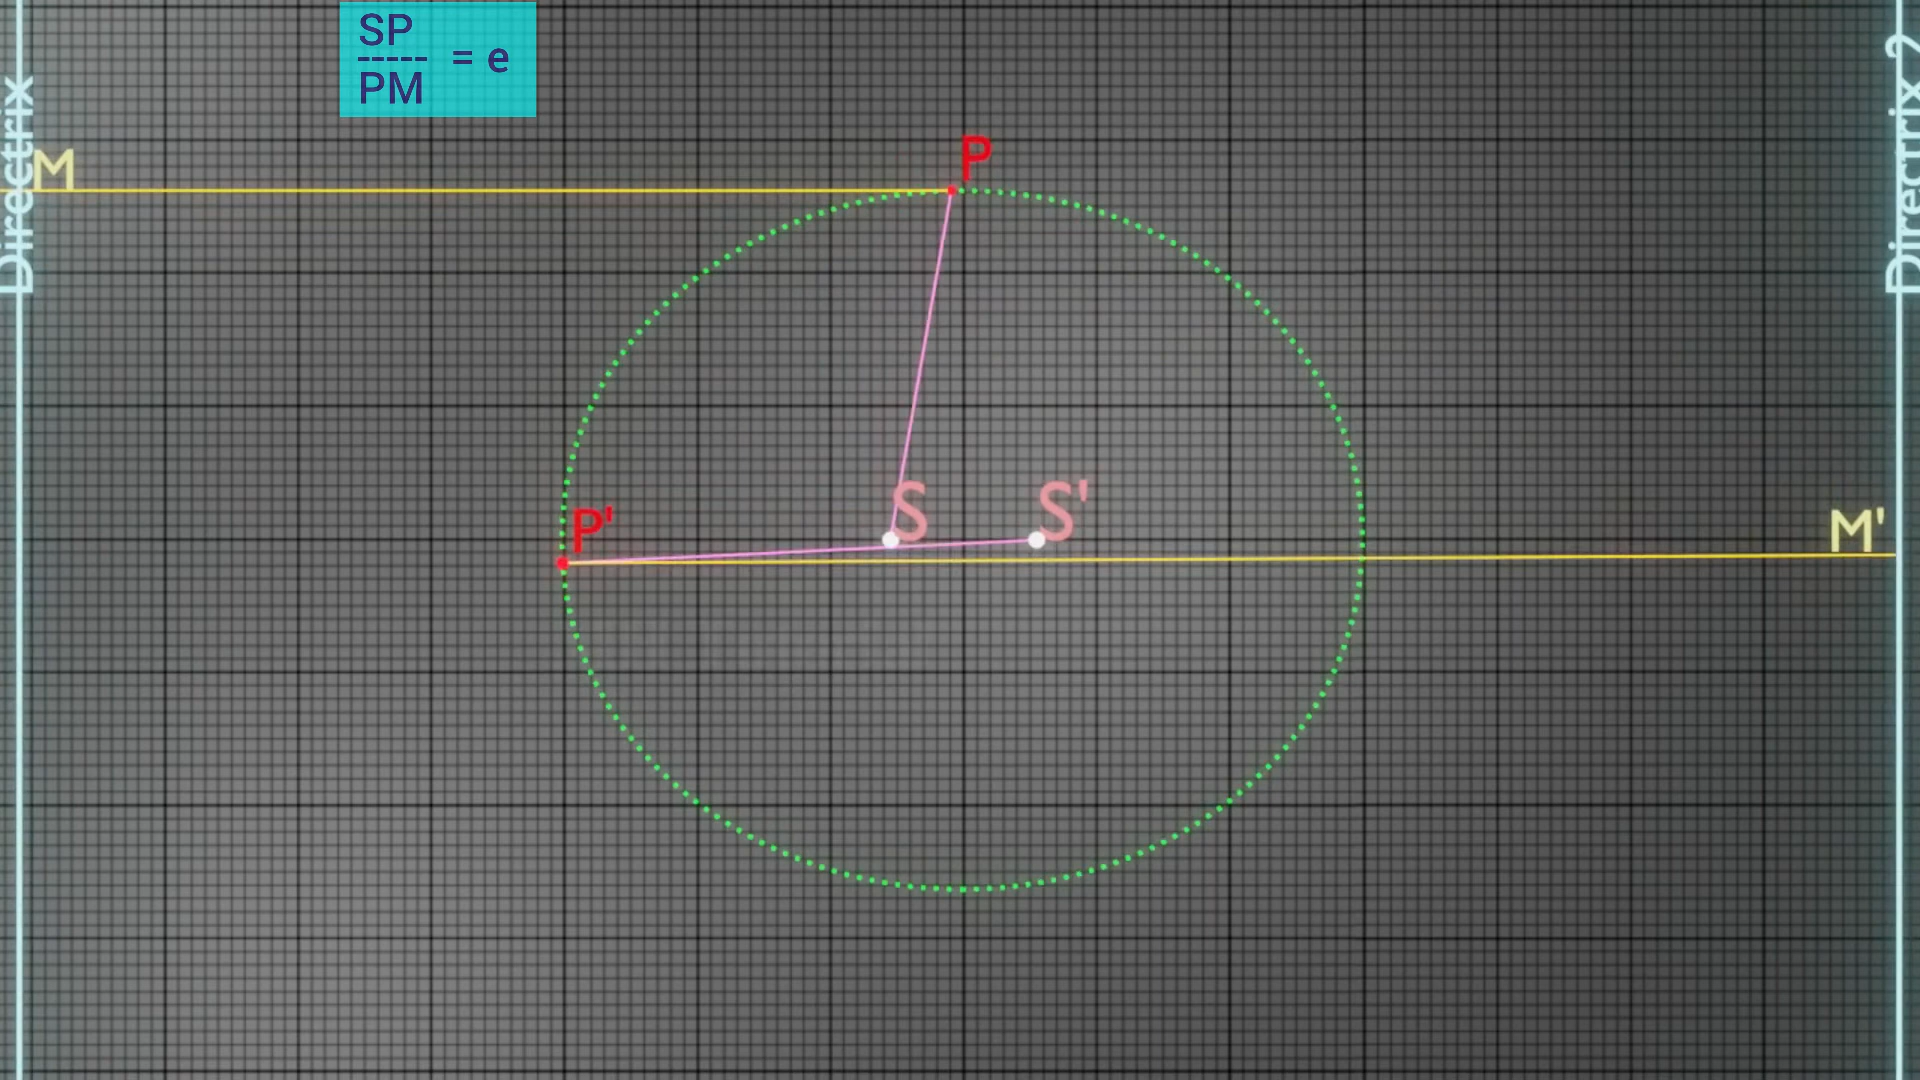 SP
-----
PM
= e
Directrix
M
P
Directrix 2
S
S'
P'
M'